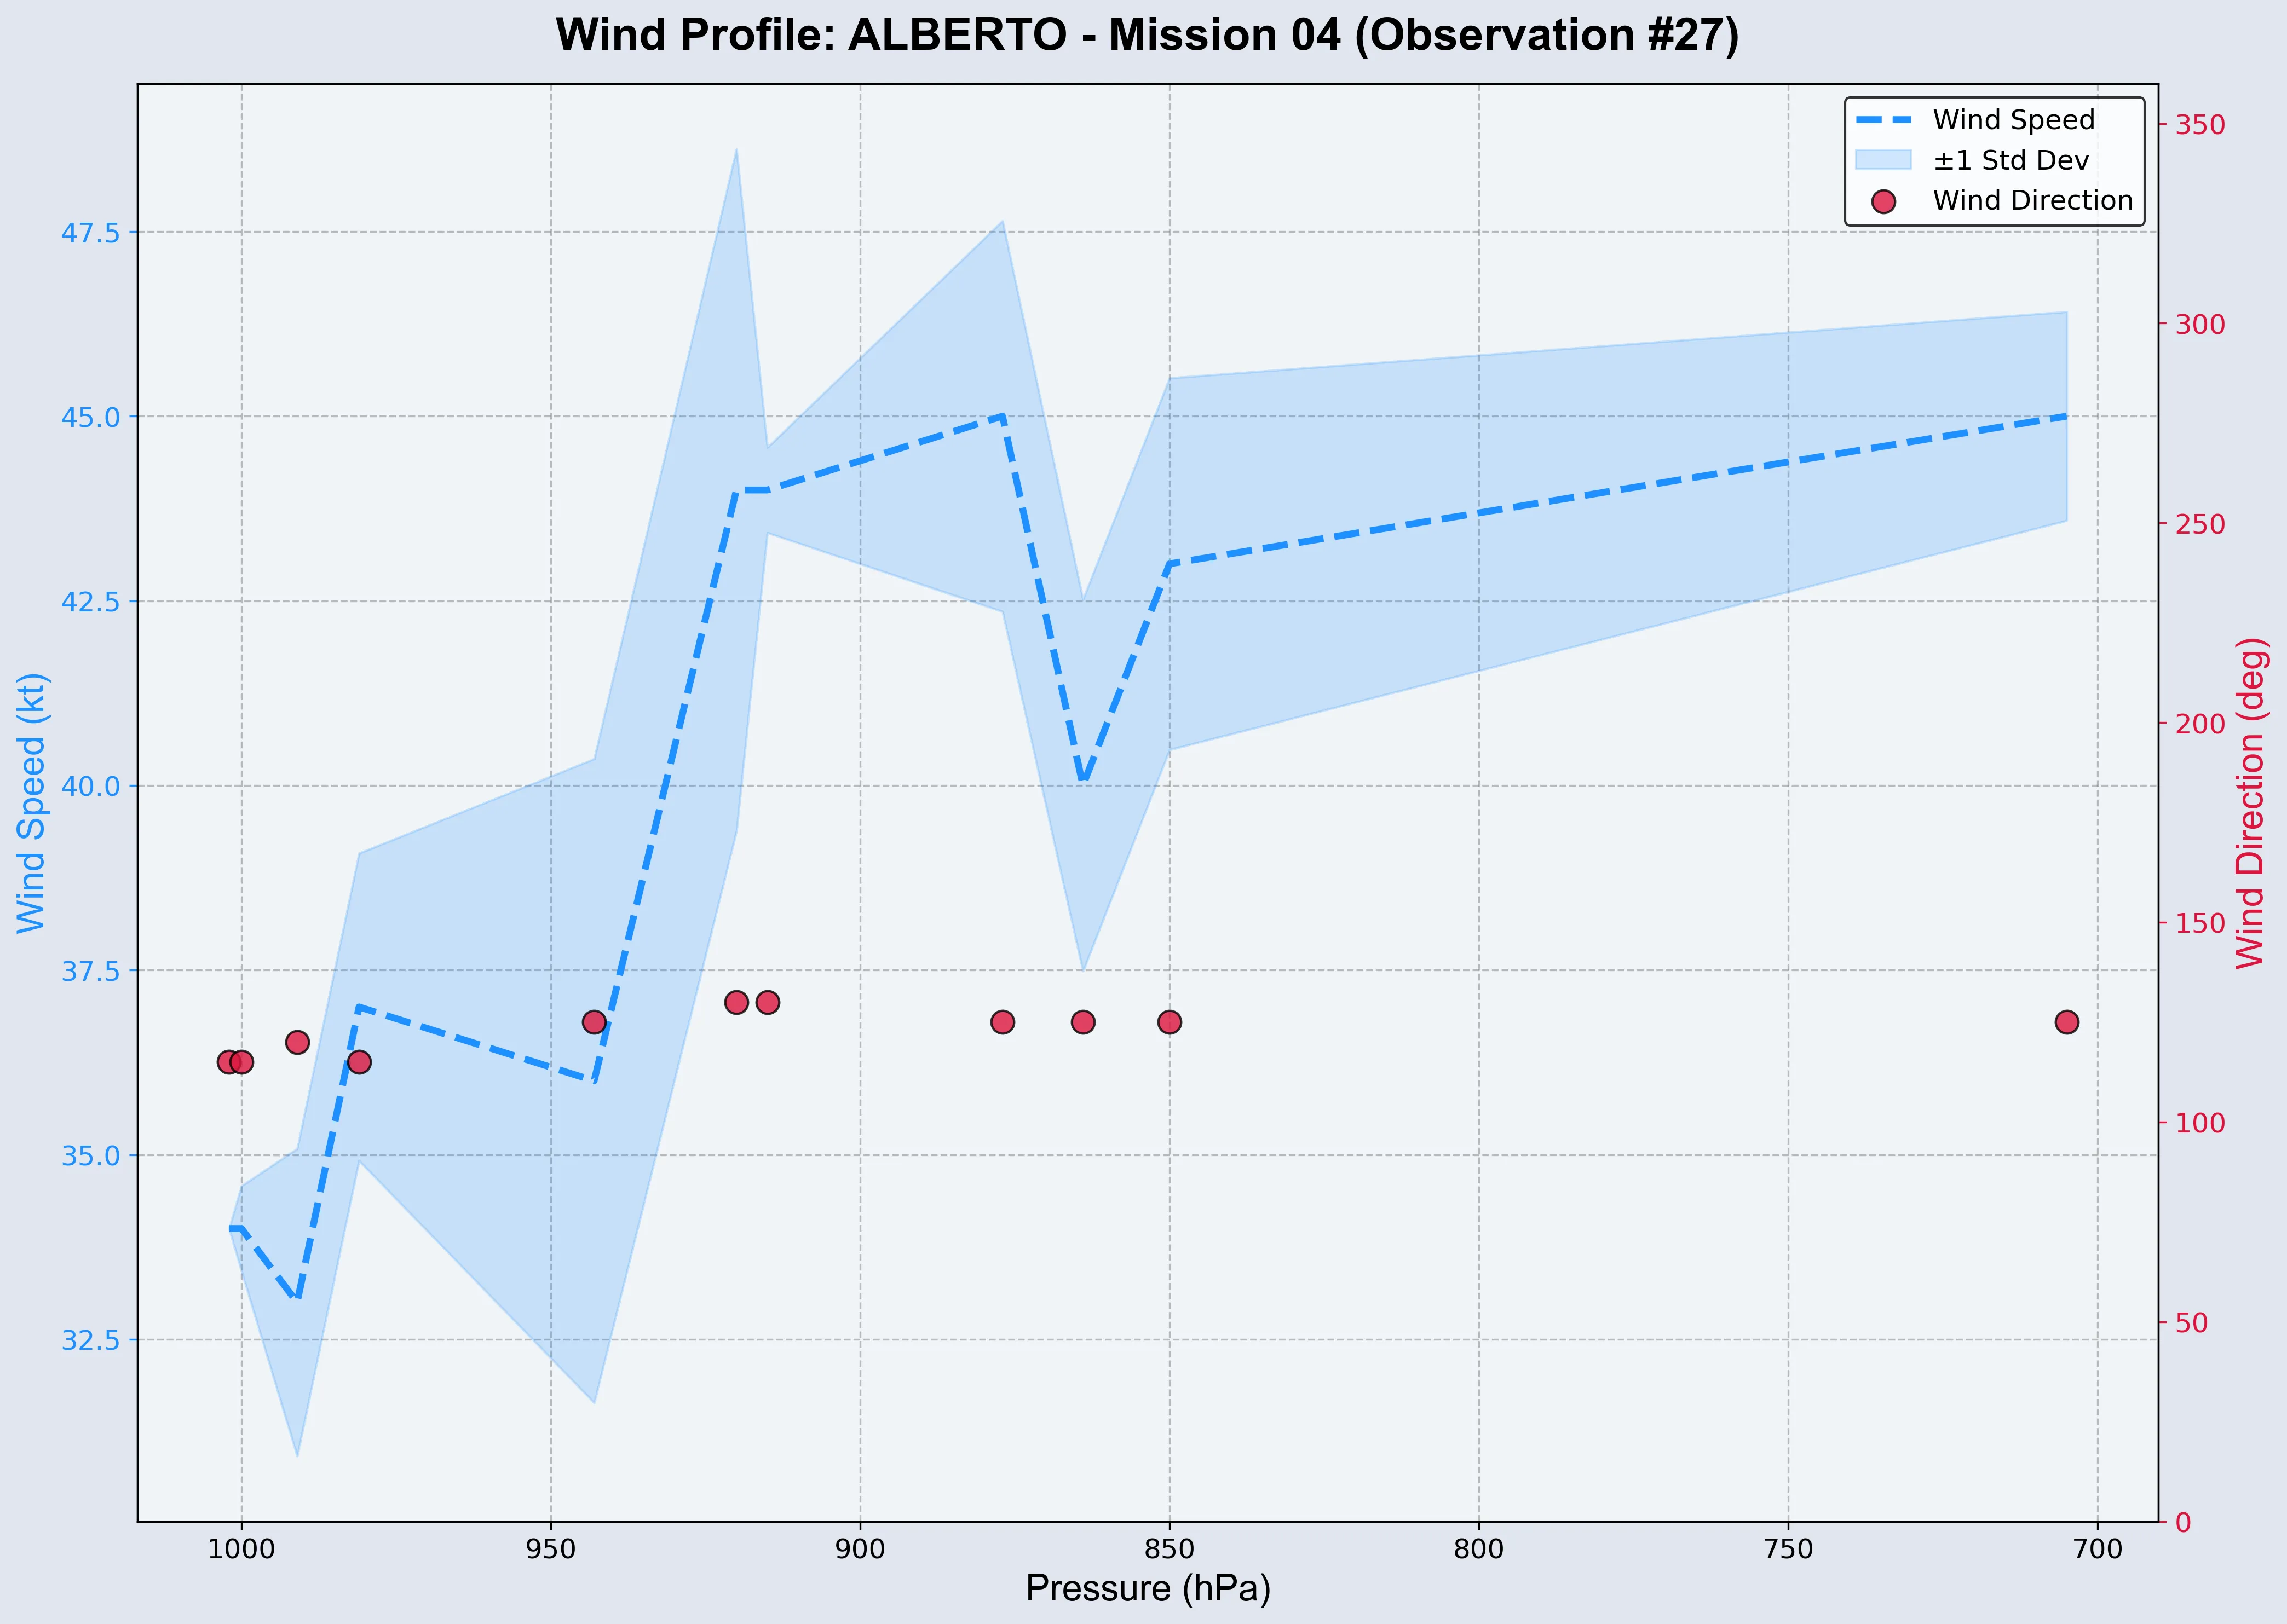 Wind Profile: ALBERTO - Mission 04 (Observation #27)
Wind Speed
±1 Std Dev
Wind Direction
Wind Speed (kt)
47.5
45.0
42.5
40.0
37.5
35.0
32.5
350
300
250
200
150
100
50
0
Wind Direction (deg)
1000 950 900 850 800 750 700
Pressure (hPa)